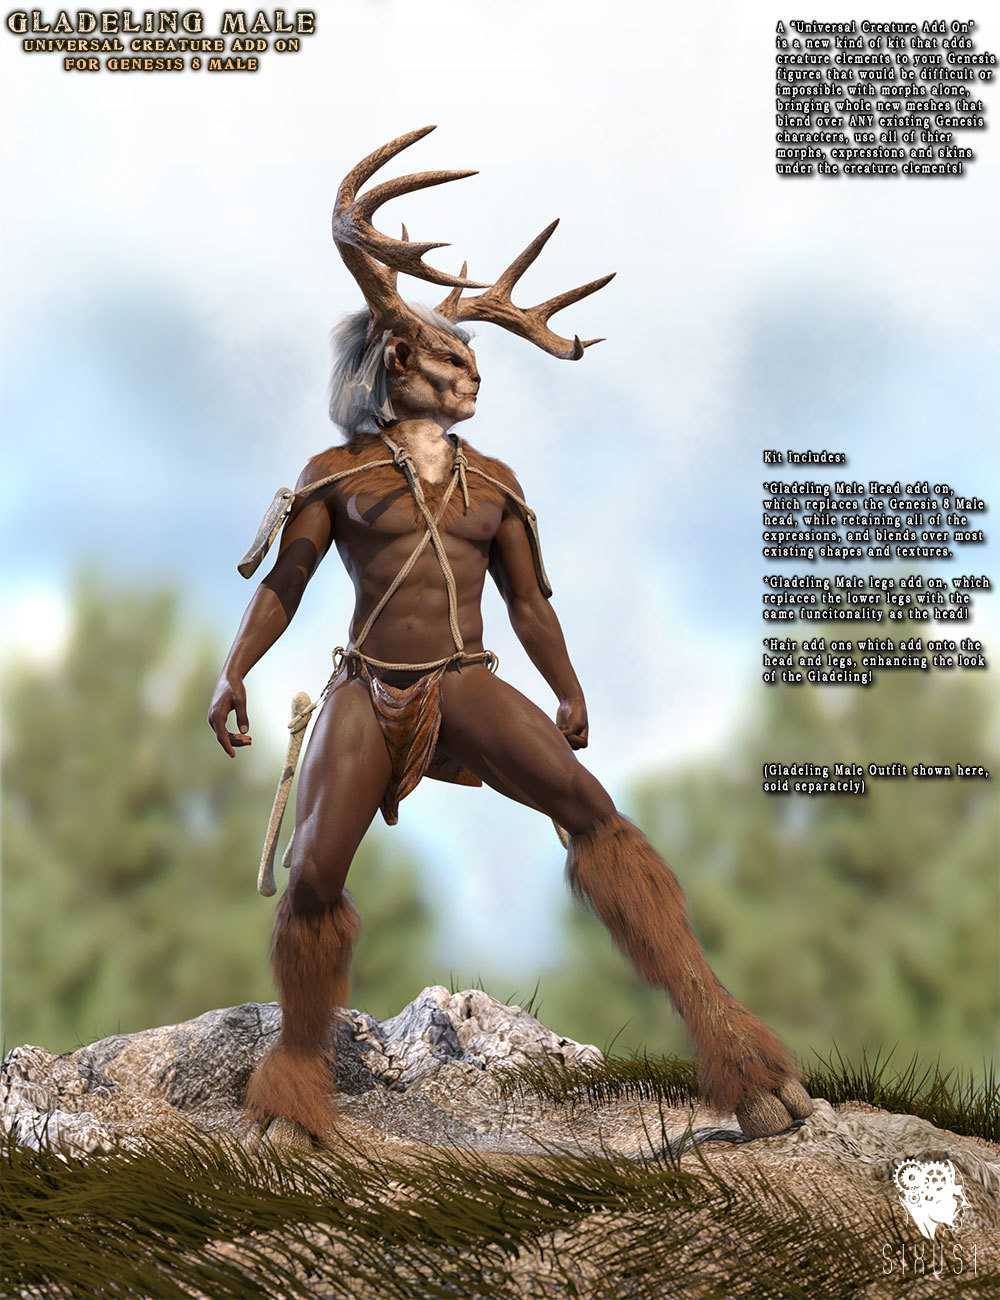 GLADELING MALE
UNIVERSAL CREATURE ADD ON
FOR GENESIS 8 MALE
A "Universal Creature Add On"
is a new kind of kit that adds
creature elements to your Genesis
figures that would be difficult or
impossible with morphs alone,
bringing whole new meshes that
blend over ANY existing Genesis
characters, use all of thier
morphs, expressions and skins
under the creature elements!
Kit Includes:
*Gladeling Male Head add on,
which replaces the Genesis 8 Male
head, while retaining all of the
expressions, and blends over most
existing shapes and textures.
*Gladeling Male legs add on, which
replaces the lower legs with the
same funcitonality as the head!
*Hair add ons which add onto the
head and legs, enhancing the look
of the Gladeling!
(Gladeling Male Outfit shown here,
sold separately)
SIXUS1